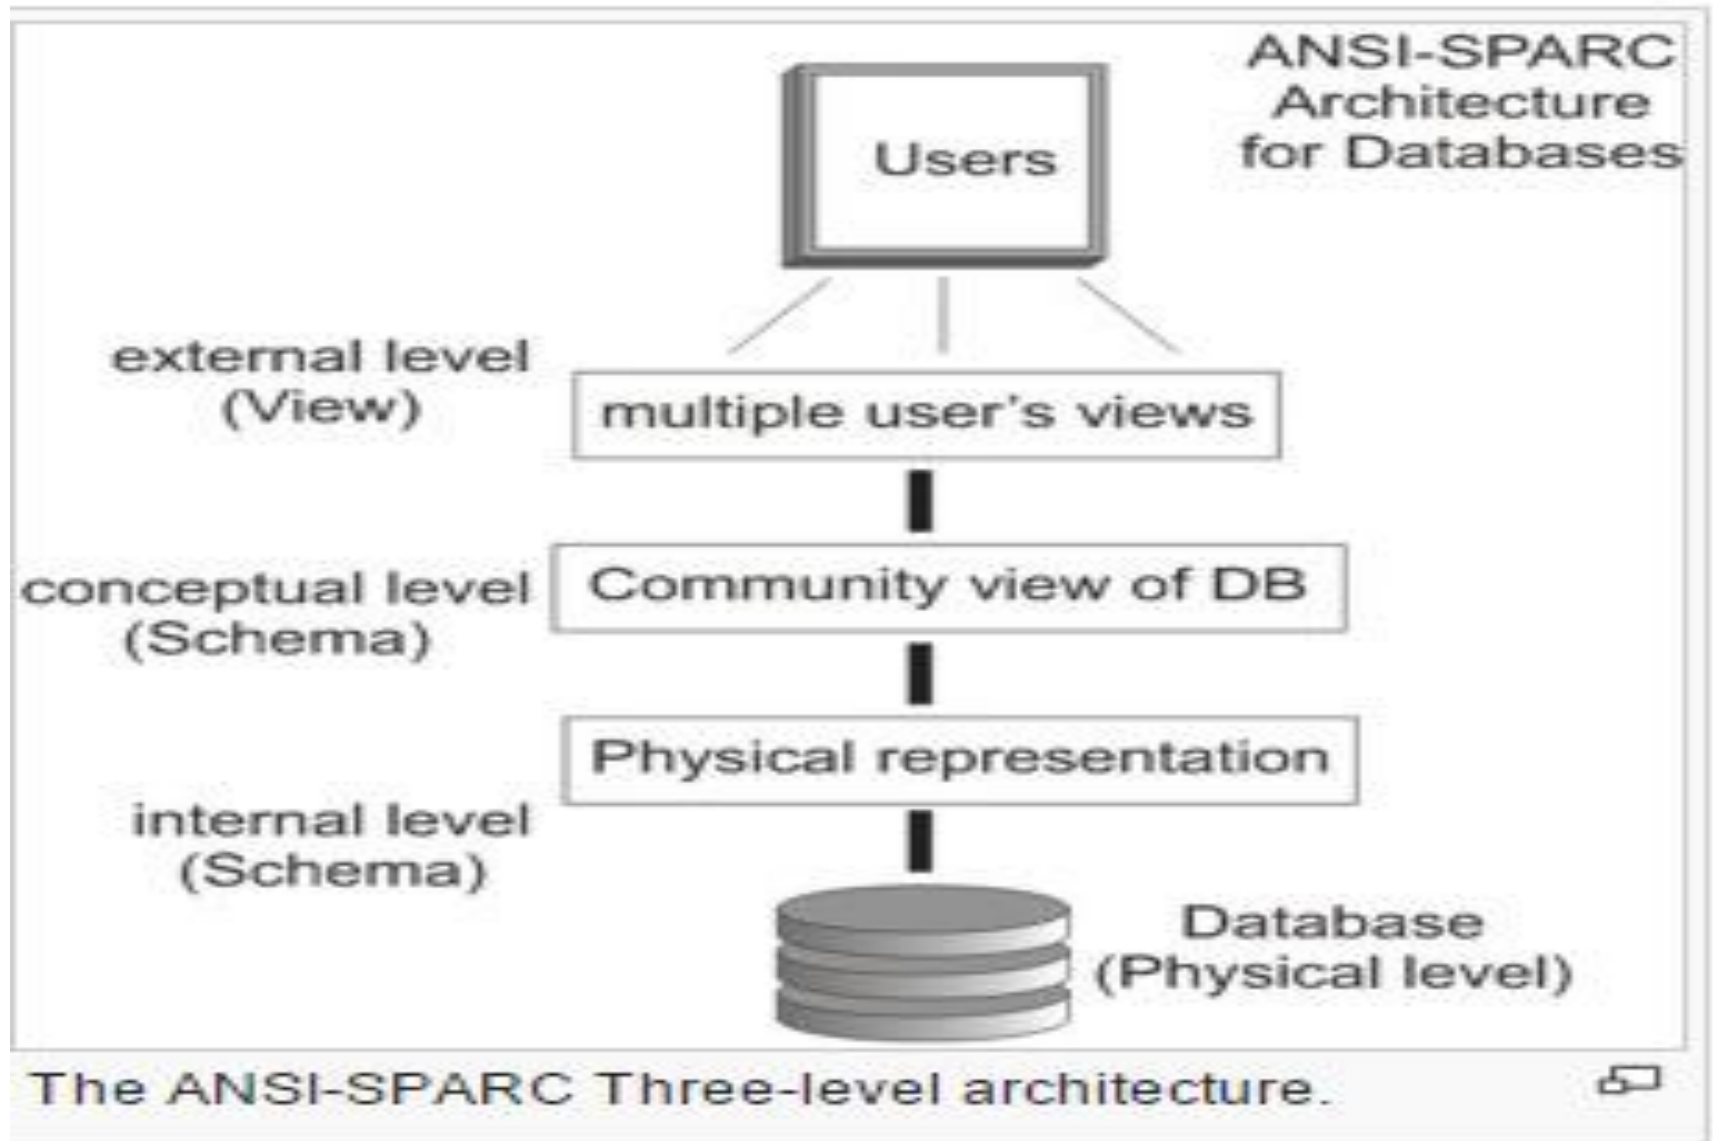 ANSI-SPARC
Architecture
for Databases
Users
external level
(View)
multiple user's views
conceptual level
(Schema)
Community view of DB
Physical representation
internal level
(Schema)
Database
(Physical level)
The ANSI-SPARC Three-level architecture.